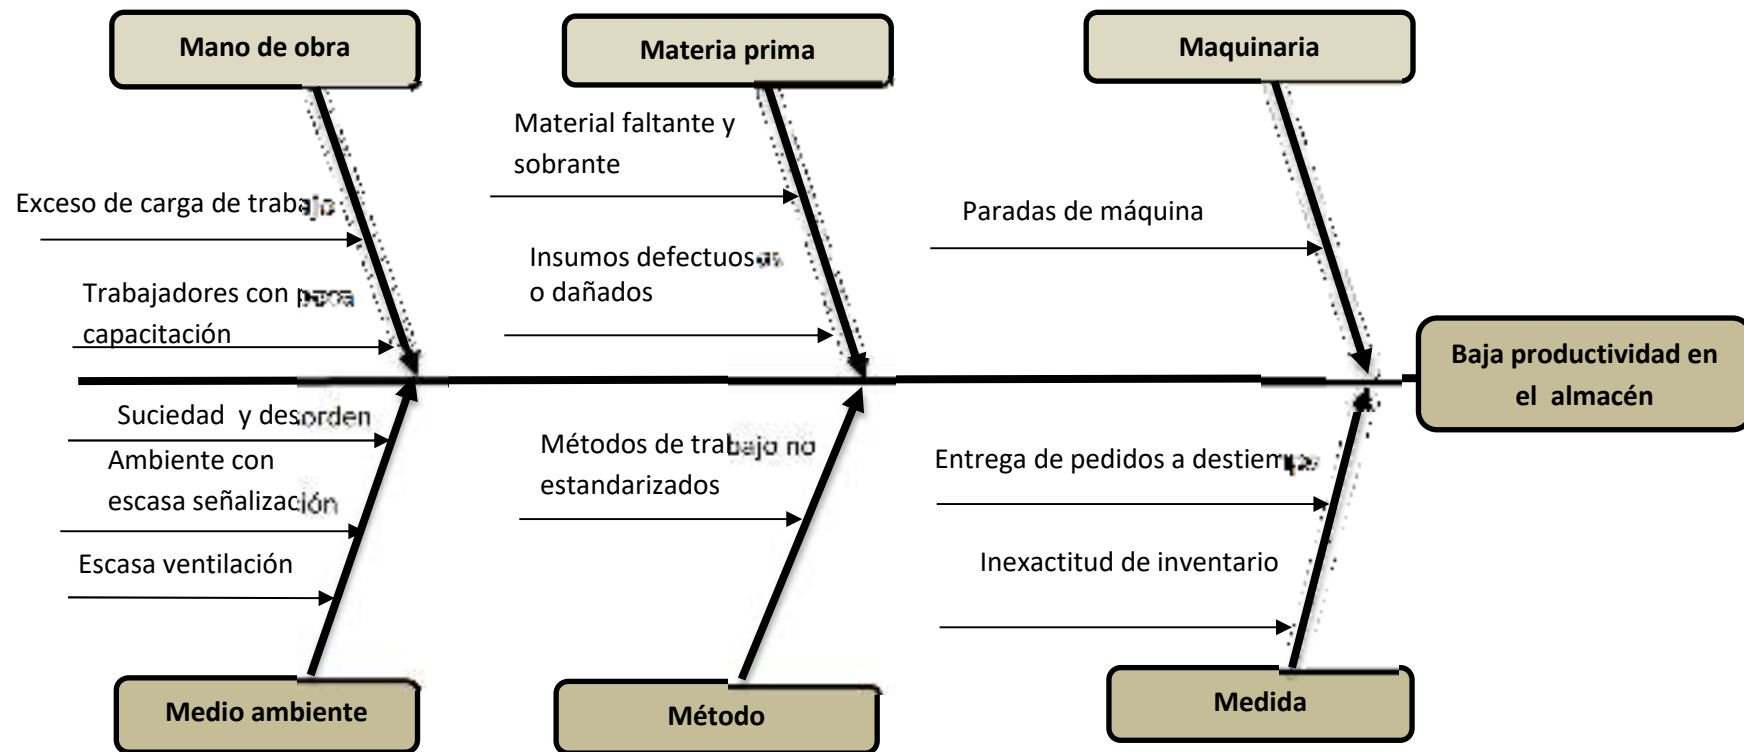 Mano de obra
Materia prima
Maquinaria
Material faltante y
sobrante
Exceso de carga de trabajo
Paradas de máquina
Insumos defectuosos
o dañados
Trabajadores con poca
capacitación
Baja productividad en
el almacén
Suciedad y desorden
Ambiente con
escasa señalización
Escasa ventilación
Métodos de trabajo no
estandarizados
Entrega de pedidos a destiempo
Inexactitud de inventario
Medio ambiente
Método
Medida